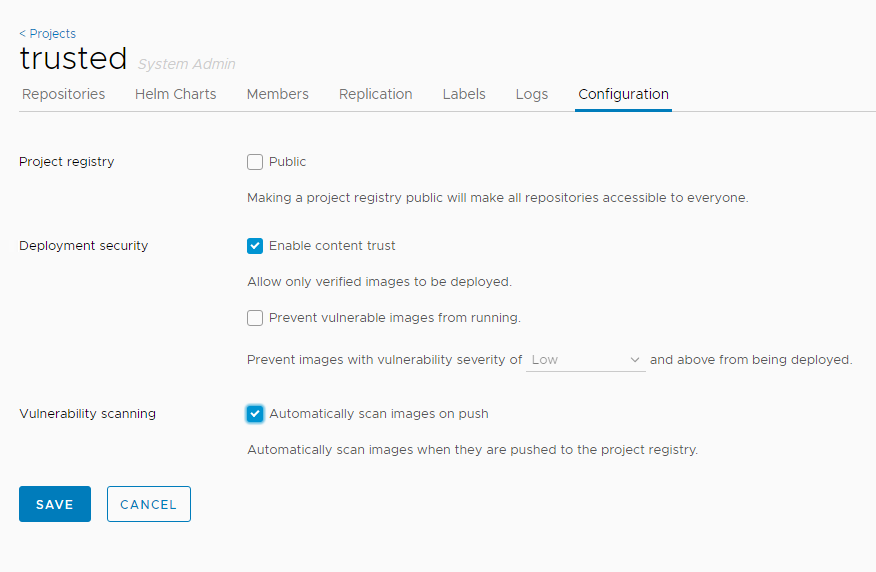 < Projects
trusted System Admin
Repositories Helm Charts Members Replication Labels Logs Configuration
Project registry Public
Making a project registry public will make all repositories accessible to everyone.
Deployment security Enable content trust
Allow only verified images to be deployed.
Prevent vulnerable images from running.
Prevent images with vulnerability severity of Low and above from being deployed.
Vulnerability scanning Automatically scan images on push
Automatically scan images when they are pushed to the project registry.
SAVE CANCEL